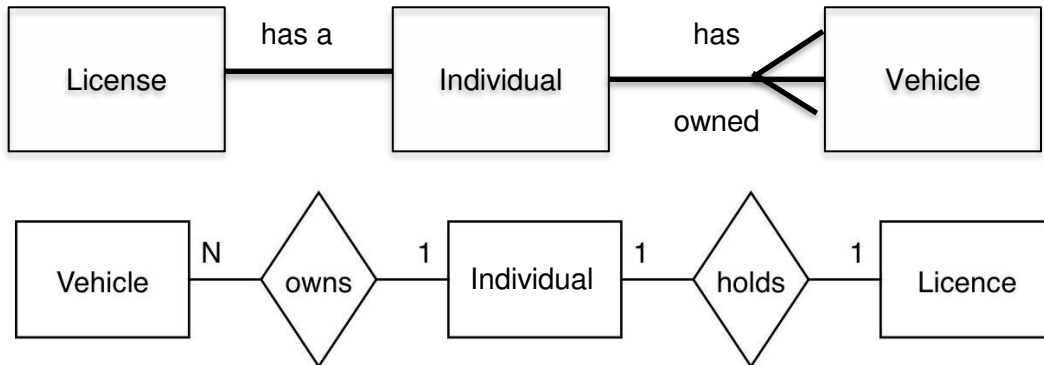 has a
has
License
Individual
Vehicle
owned
Vehicle
N
owns
1
Individual
1
holds
1
Licence